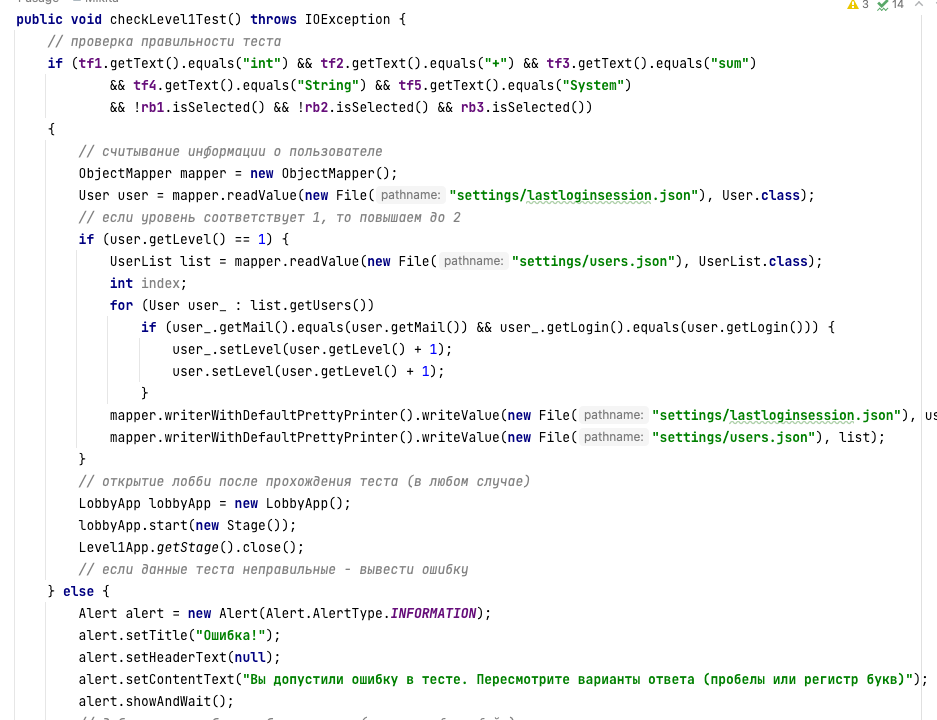 3 14
public void checkLevel1Test() throws IOException {
// проверка правильности теста
if (tf1.getText().equals("int") && tf2.getText().equals("+") && tf3.getText().equals("sum")
&& tf4.getText().equals("String") && tf5.getText().equals("System")
&& !rb1.isSelected() && !rb2.isSelected() && rb3.isSelected())
{
// считывание информации о пользователе
ObjectMapper mapper = new ObjectMapper();
User user = mapper.readValue(new File( pathname: "settings/lastloginsession.json"), User.class);
// если уровень соответствует 1, то повышаем до 2
if (user.getLevel() == 1) {
UserList list = mapper.readValue(new File( pathname: "settings/users.json"), UserList.class);
int index;
for (User user_ : list.getUsers())
if (user_.getMail().equals(user.getMail()) && user_.getLogin().equals(user.getLogin())) {
user_.setLevel(user.getLevel() + 1);
user.setLevel(user.getLevel() + 1);
}
mapper.writerWithDefaultPrettyPrinter().writeValue(new File( pathname: "settings/lastloginsession.json"), us
mapper.writerWithDefaultPrettyPrinter().writeValue(new File( pathname: "settings/users.json"), list);
}
// открытие лобби после прохождения теста (в любом случае)
LobbyApp lobbyApp = new LobbyApp();
lobbyApp.start(new Stage());
Level1App.getStage().close();
// если данные теста неправильные - вывести ошибку
} else {
Alert alert = new Alert(Alert.AlertType.INFORMATION);
alert.setTitle("Ошибка!");
alert.setHeaderText(null);
alert.setContentText("Вы допустили ошибку в тесте. Пересмотрите варианты ответа (пробелы или регистр букв)");
alert.showAndWait();